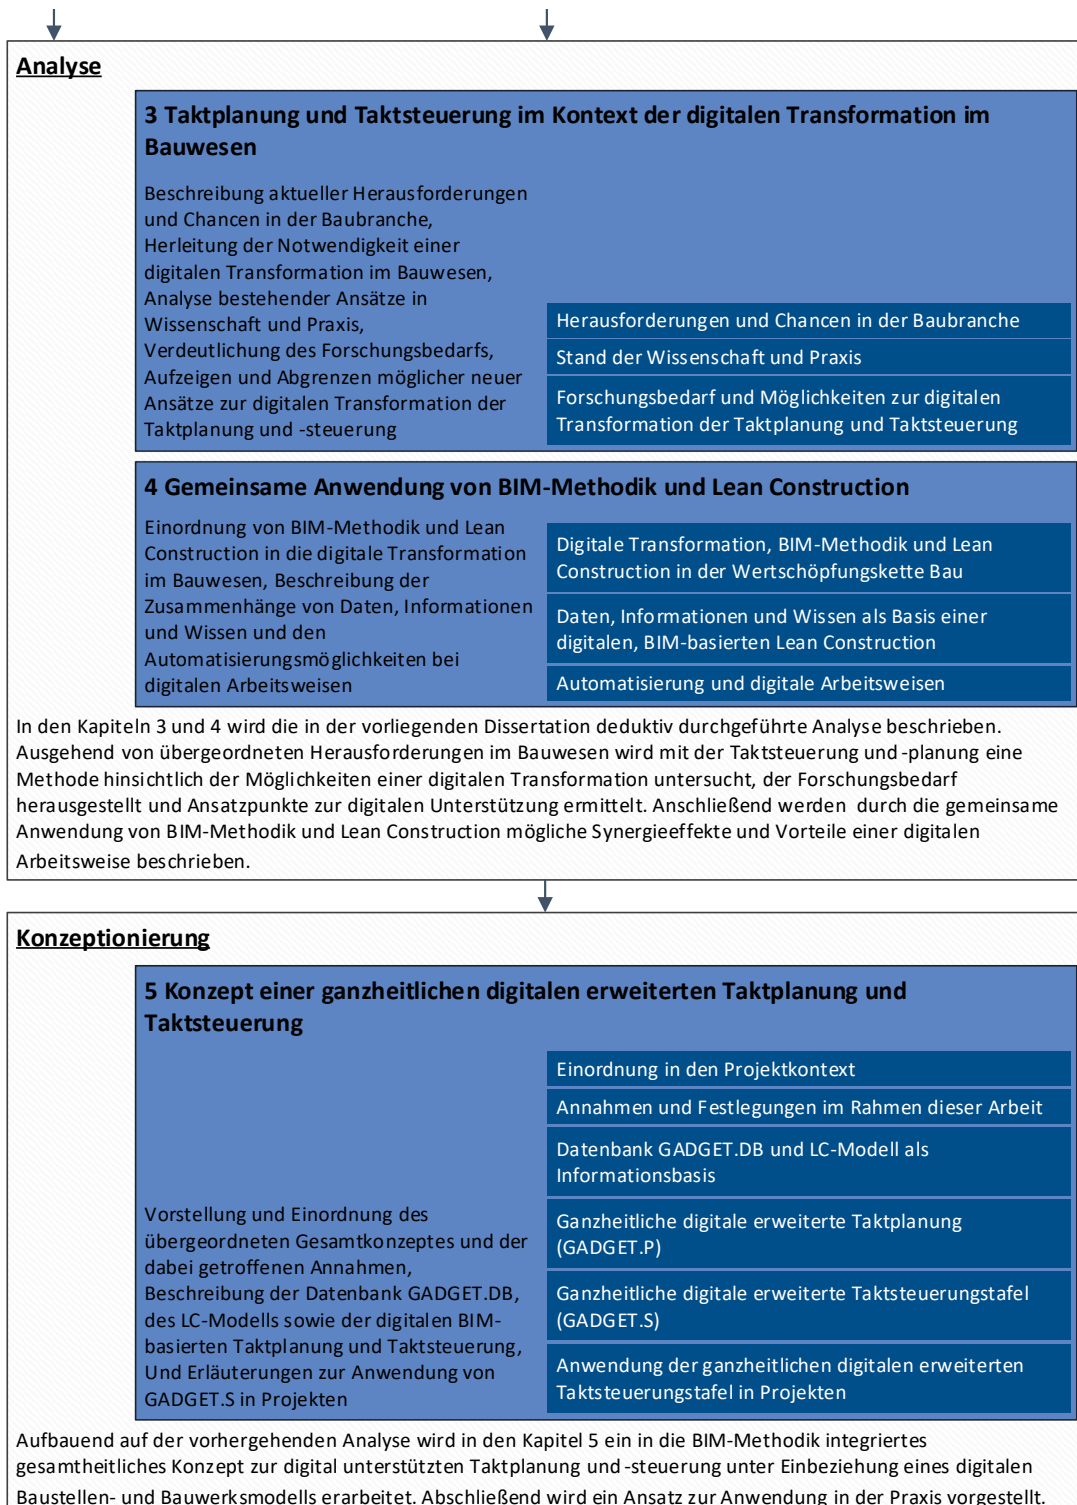 Analyse
3 Taktplanung und Taktsteuerung im Kontext der digitalen Transformation im
Bauwesen
Beschreibung aktueller Herausforderungen
und Chancen in der Baubranche,
Herleitung der Notwendigkeit einer
digitalen Transformation im Bauwesen,
Analyse bestehender Ansätze in
Wissenschaft und Praxis,
Verdeutlichung des Forschungsbedarfs,
Aufzeigen und Abgrenzen möglicher neuer
Ansätze zur digitalen Transformation der
Taktplanung und -steuerung
Herausforderungen und Chancen in der Baubranche
Stand der Wissenschaft und Praxis
Forschungsbedarf und Möglichkeiten zur digitalen
Transformation der Taktplanung und Taktsteuerung
4 Gemeinsame Anwendung von BIM-Methodik und Lean Construction
Einordnung von BIM-Methodik und Lean
Construction in die digitale Transformation
im Bauwesen, Beschreibung der
Zusammenhänge von Daten, Informationen
und Wissen und den
Automatisierungsmöglichkeiten bei
digitalen Arbeitsweisen
Digitale Transformation, BIM-Methodik und Lean
Construction in der Wertschöpfungskette Bau
Daten, Informationen und Wissen als Basis einer
digitalen, BIM-basierten Lean Construction
Automatisierung und digitale Arbeitsweisen
In den Kapiteln 3 und 4 wird die in der vorliegenden Dissertation deduktiv durchgeführte Analyse beschrieben.
Ausgehend von übergeordneten Herausforderungen im Bauwesen wird mit der Taktsteuerung und -planung eine
Methode hinsichtlich der Möglichkeiten einer digitalen Transformation untersucht, der Forschungsbedarf
herausgestellt und Ansatzpunkte zur digitalen Unterstützung ermittelt. Anschließend werden durch die gemeinsame
Anwendung von BIM-Methodik und Lean Construction mögliche Synergieeffekte und Vorteile einer digitalen
Arbeitsweise beschrieben.
Konzeptionierung
5 Konzept einer ganzheitlichen digitalen erweiterten Taktplanung und
Taktsteuerung
Vorstellung und Einordnung des
übergeordneten Gesamtkonzeptes und der
dabei getroffenen Annahmen,
Beschreibung der Datenbank GADGET.DB,
des LC-Modells sowie der digitalen BIM-
basierten Taktplanung und Taktsteuerung,
Und Erläuterungen zur Anwendung von
GADGET.S in Projekten
Einordnung in den Projektkontext
Annahmen und Festlegungen im Rahmen dieser Arbeit
Datenbank GADGET.DB und LC-Modell als
Informationsbasis
Ganzheitliche digitale erweiterte Taktplanung
(GADGET.P)
Ganzheitliche digitale erweiterte Taktsteuerungstafel
(GADGET.S)
Anwendung der ganzheitlichen digitalen erweiterten
Taktsteuerungstafel in Projekten
Aufbauend auf der vorhergehenden Analyse wird in den Kapitel 5 ein in die BIM-Methodik integriertes
gesamtheitliches Konzept zur digital unterstützten Taktplanung und -steuerung unter Einbeziehung eines digitalen
Baustellen- und Bauwerksmodells erarbeitet. Abschließend wird ein Ansatz zur Anwendung in der Praxis vorgestellt.